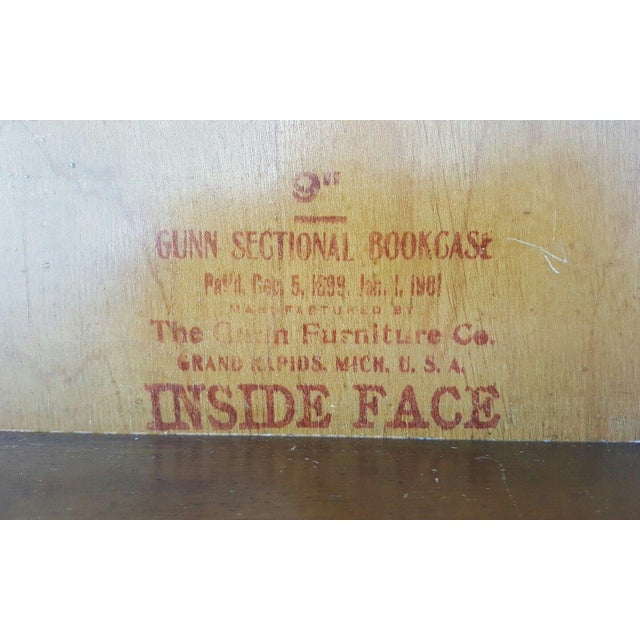 9
GUNN SECTIONAL BOOKCASE
Pat'd. Dec. 5, 1899, Jan. 1, 1901
MANUFACTURED BY
The Gunn Furniture Co.
GRAND RAPIDS, MICH. U. S. A.
INSIDE FACE